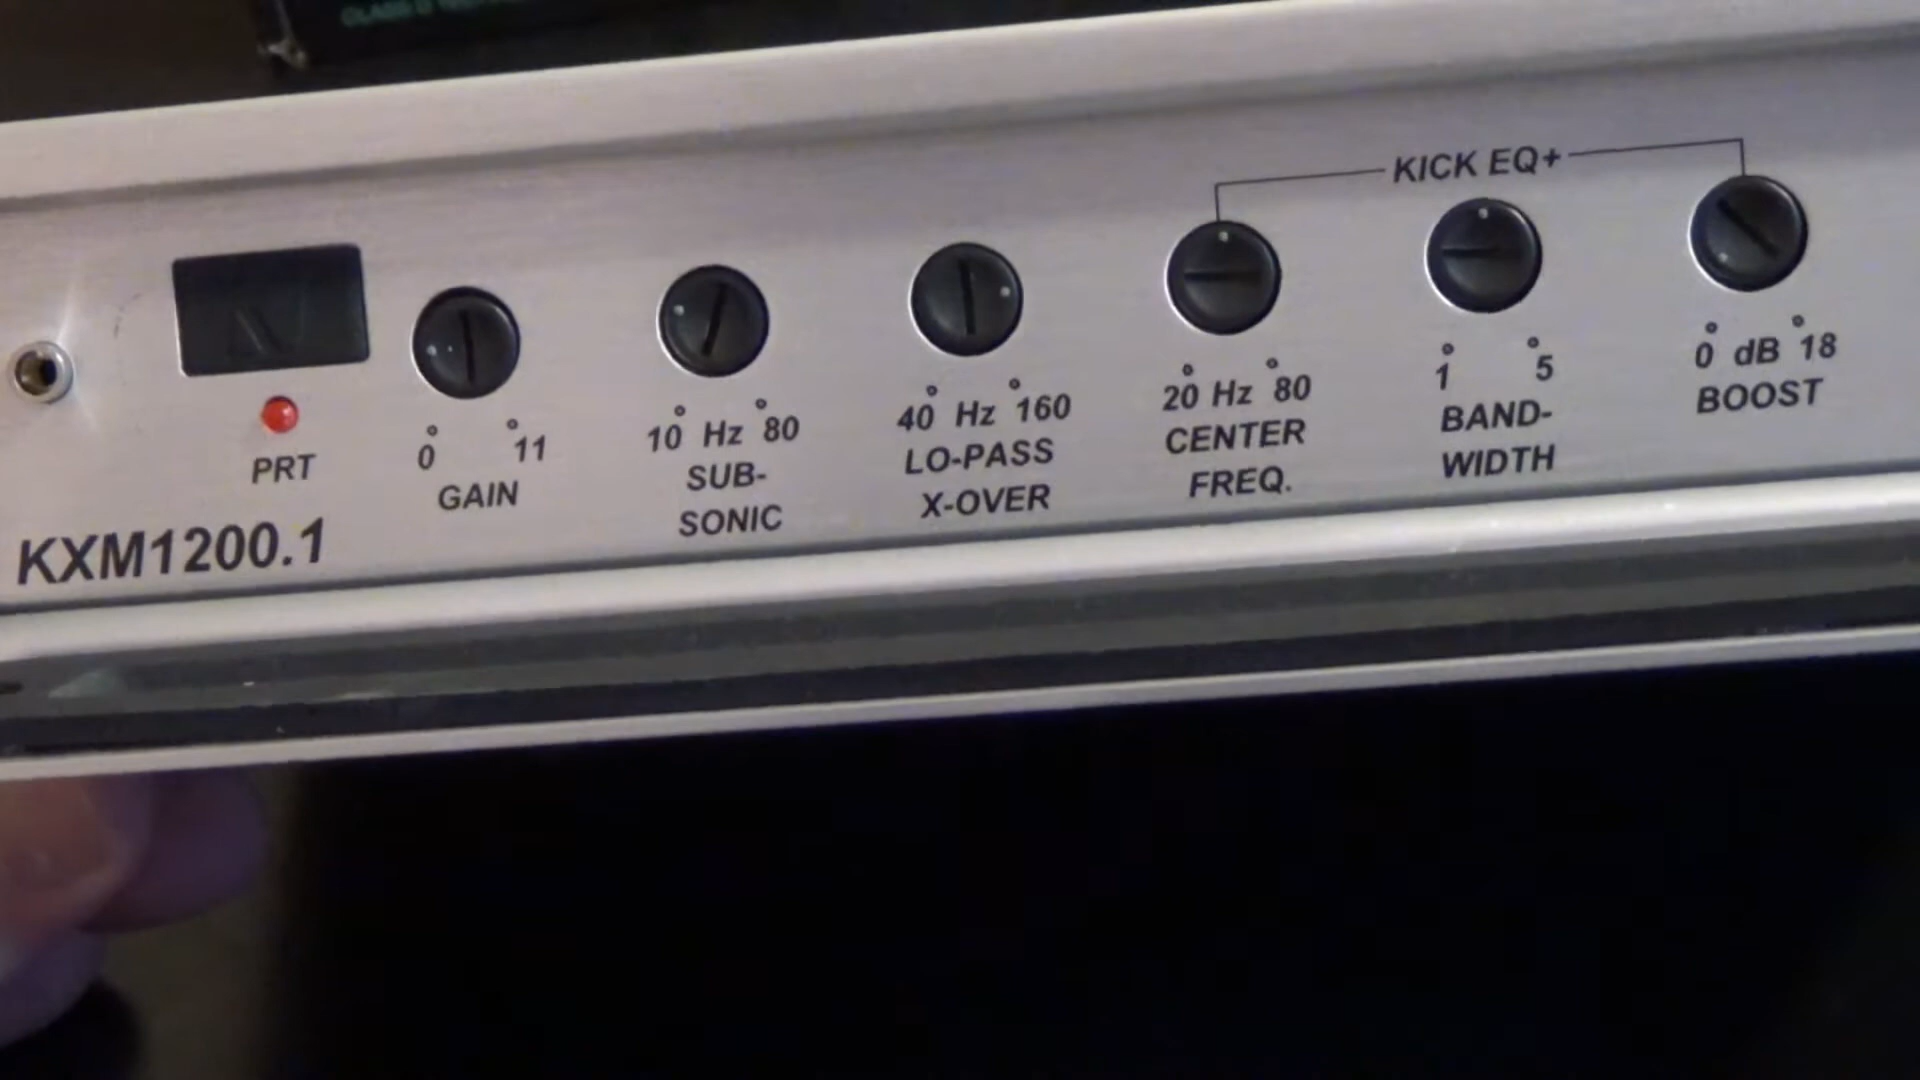 KICK EQ+
PRT
0 11
GAIN
10 Hz 80
SUB-
SONIC
40 Hz 160
LO-PASS
X-OVER
20 Hz 80
CENTER
FREQ.
1 5
BAND-
WIDTH
0 dB 18
BOOST
KXM1200.1